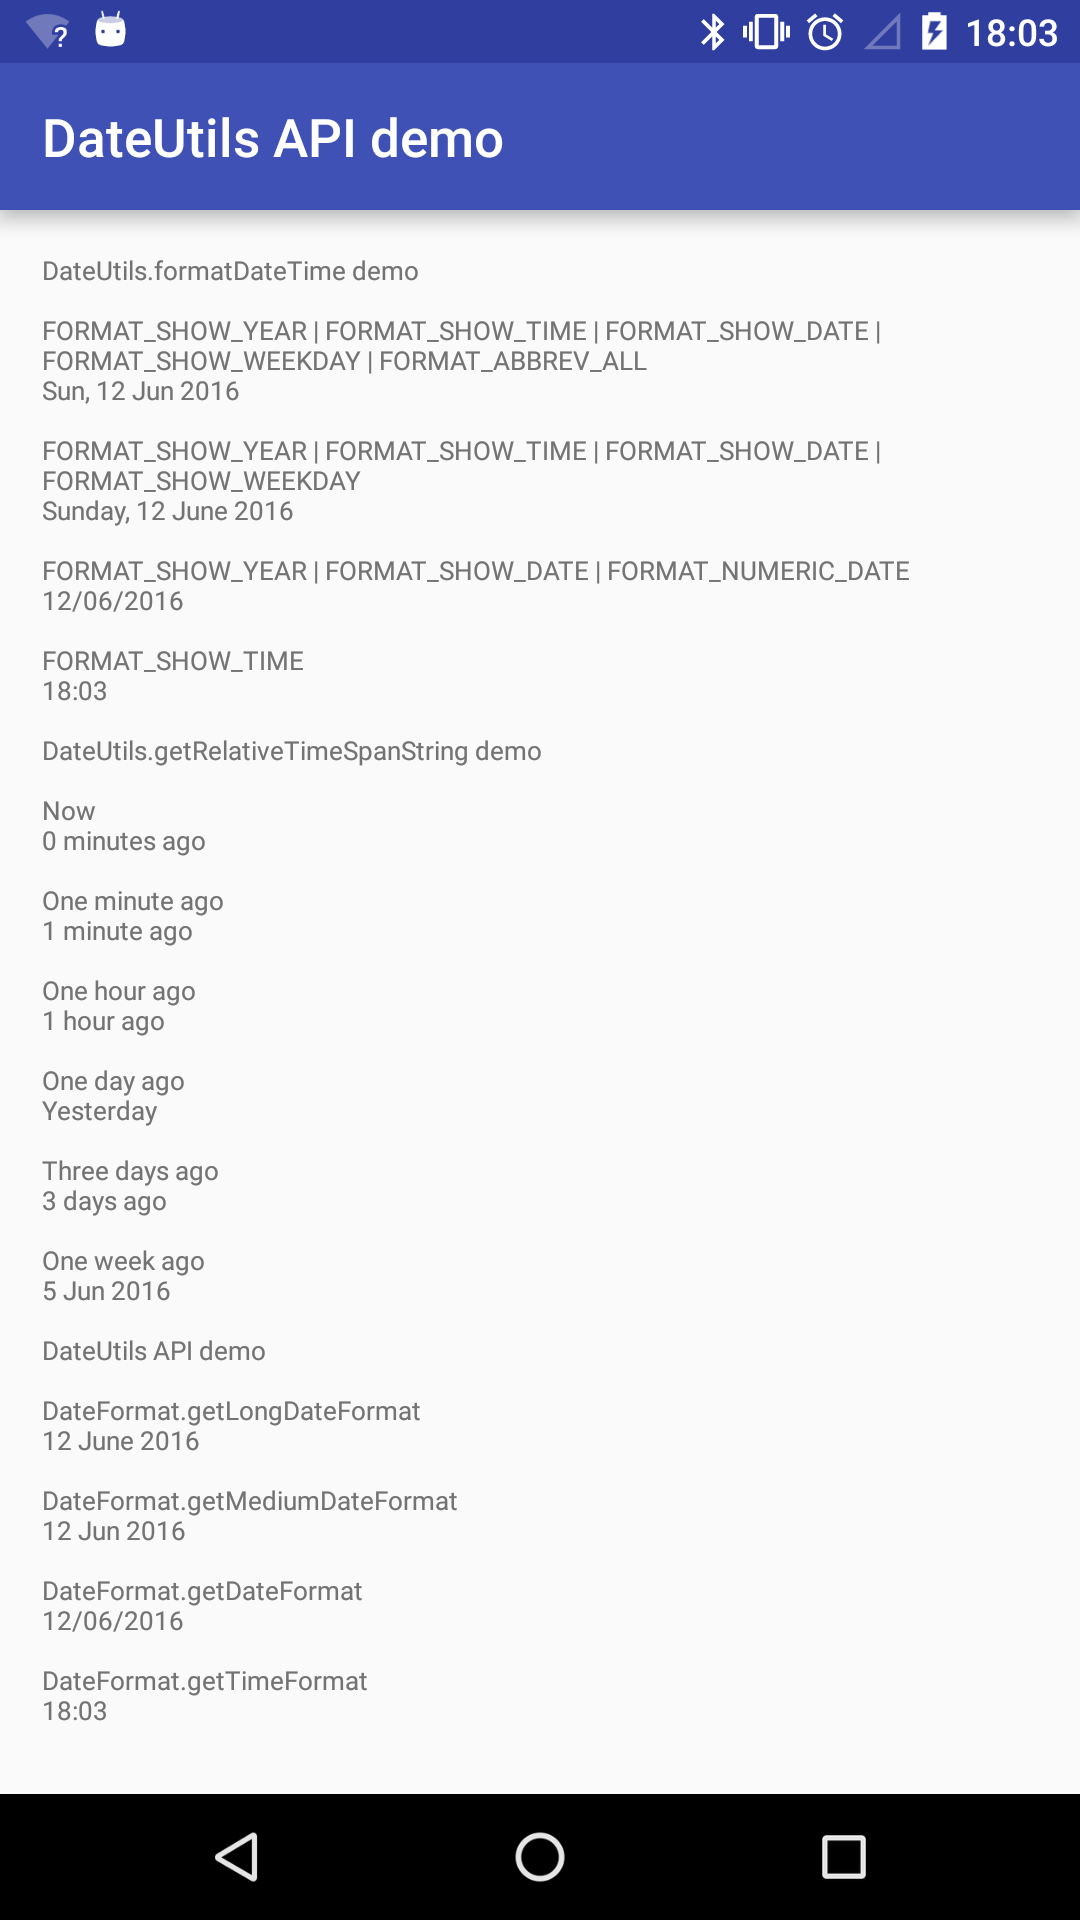 18:03
DateUtils API demo
DateUtils.formatDateTime demo
FORMAT_SHOW_YEAR | FORMAT_SHOW_TIME | FORMAT_SHOW_DATE |
FORMAT_SHOW_WEEKDAY | FORMAT_ABBREV_ALL
Sun, 12 Jun 2016
FORMAT_SHOW_YEAR | FORMAT_SHOW_TIME | FORMAT_SHOW_DATE |
FORMAT_SHOW_WEEKDAY
Sunday, 12 June 2016
FORMAT_SHOW_YEAR | FORMAT_SHOW_DATE | FORMAT_NUMERIC_DATE
12/06/2016
FORMAT_SHOW_TIME
18:03
DateUtils.getRelativeTimeSpanString demo
Now
0 minutes ago
One minute ago
1 minute ago
One hour ago
1 hour ago
One day ago
Yesterday
Three days ago
3 days ago
One week ago
5 Jun 2016
DateUtils API demo
DateFormat.getLongDateFormat
12 June 2016
DateFormat.getMediumDateFormat
12 Jun 2016
DateFormat.getDateFormat
12/06/2016
DateFormat.getTimeFormat
18:03